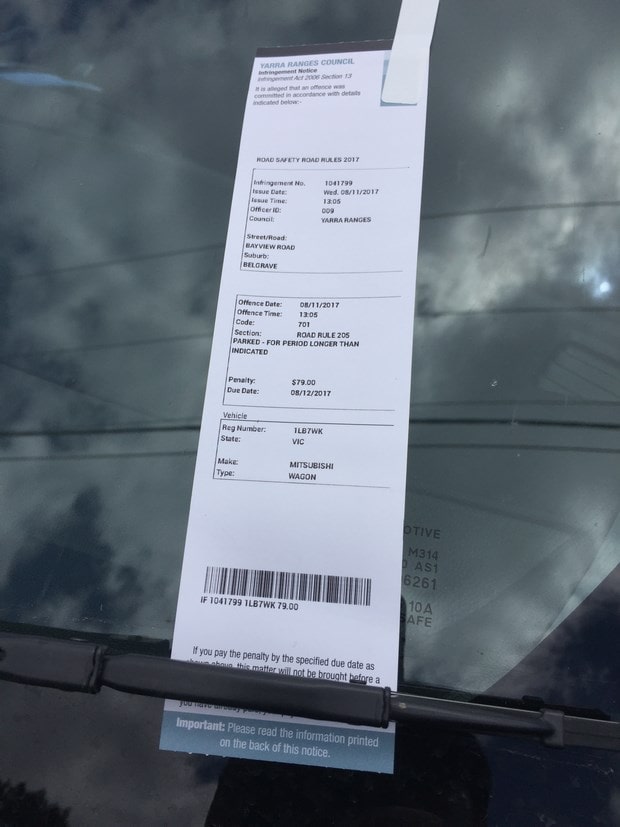 YARRA RANGES COUNCIL
Infringement Notice
Infringement Act 2006 Section 13
It is alleged that an offence was
committed in accordance with details
indicated below:-
ROAD SAFETY ROAD RULES 2017
Infringement No. 1041799
Issue Date: Wed. 08/11/2017
Issue Time: 13:05
Officer ID: 009
Council: YARRA RANGES
Street/Road:
BAYVIEW ROAD
Suburb:
BELGRAVE
Offence Date: 08/11/2017
Offence Time: 13:05
Code: 701
Section: ROAD RULE 205
PARKED - FOR PERIOD LONGER THAN
INDICATED
Penalty: $79.00
Due Date: 08/12/2017
Vehicle
Reg Number: 1LB7WK
State: VIC
Make: MITSUBISHI
Type: WAGON
IF 1041799 1LB7WK 79.00
If you pay the penalty by the specified due date as
shown above, this matter will not be brought before a
you have already
Important: Please read the information printed
on the back of this notice.
OTIVE
M314
AS1
6261
10A
SAFE